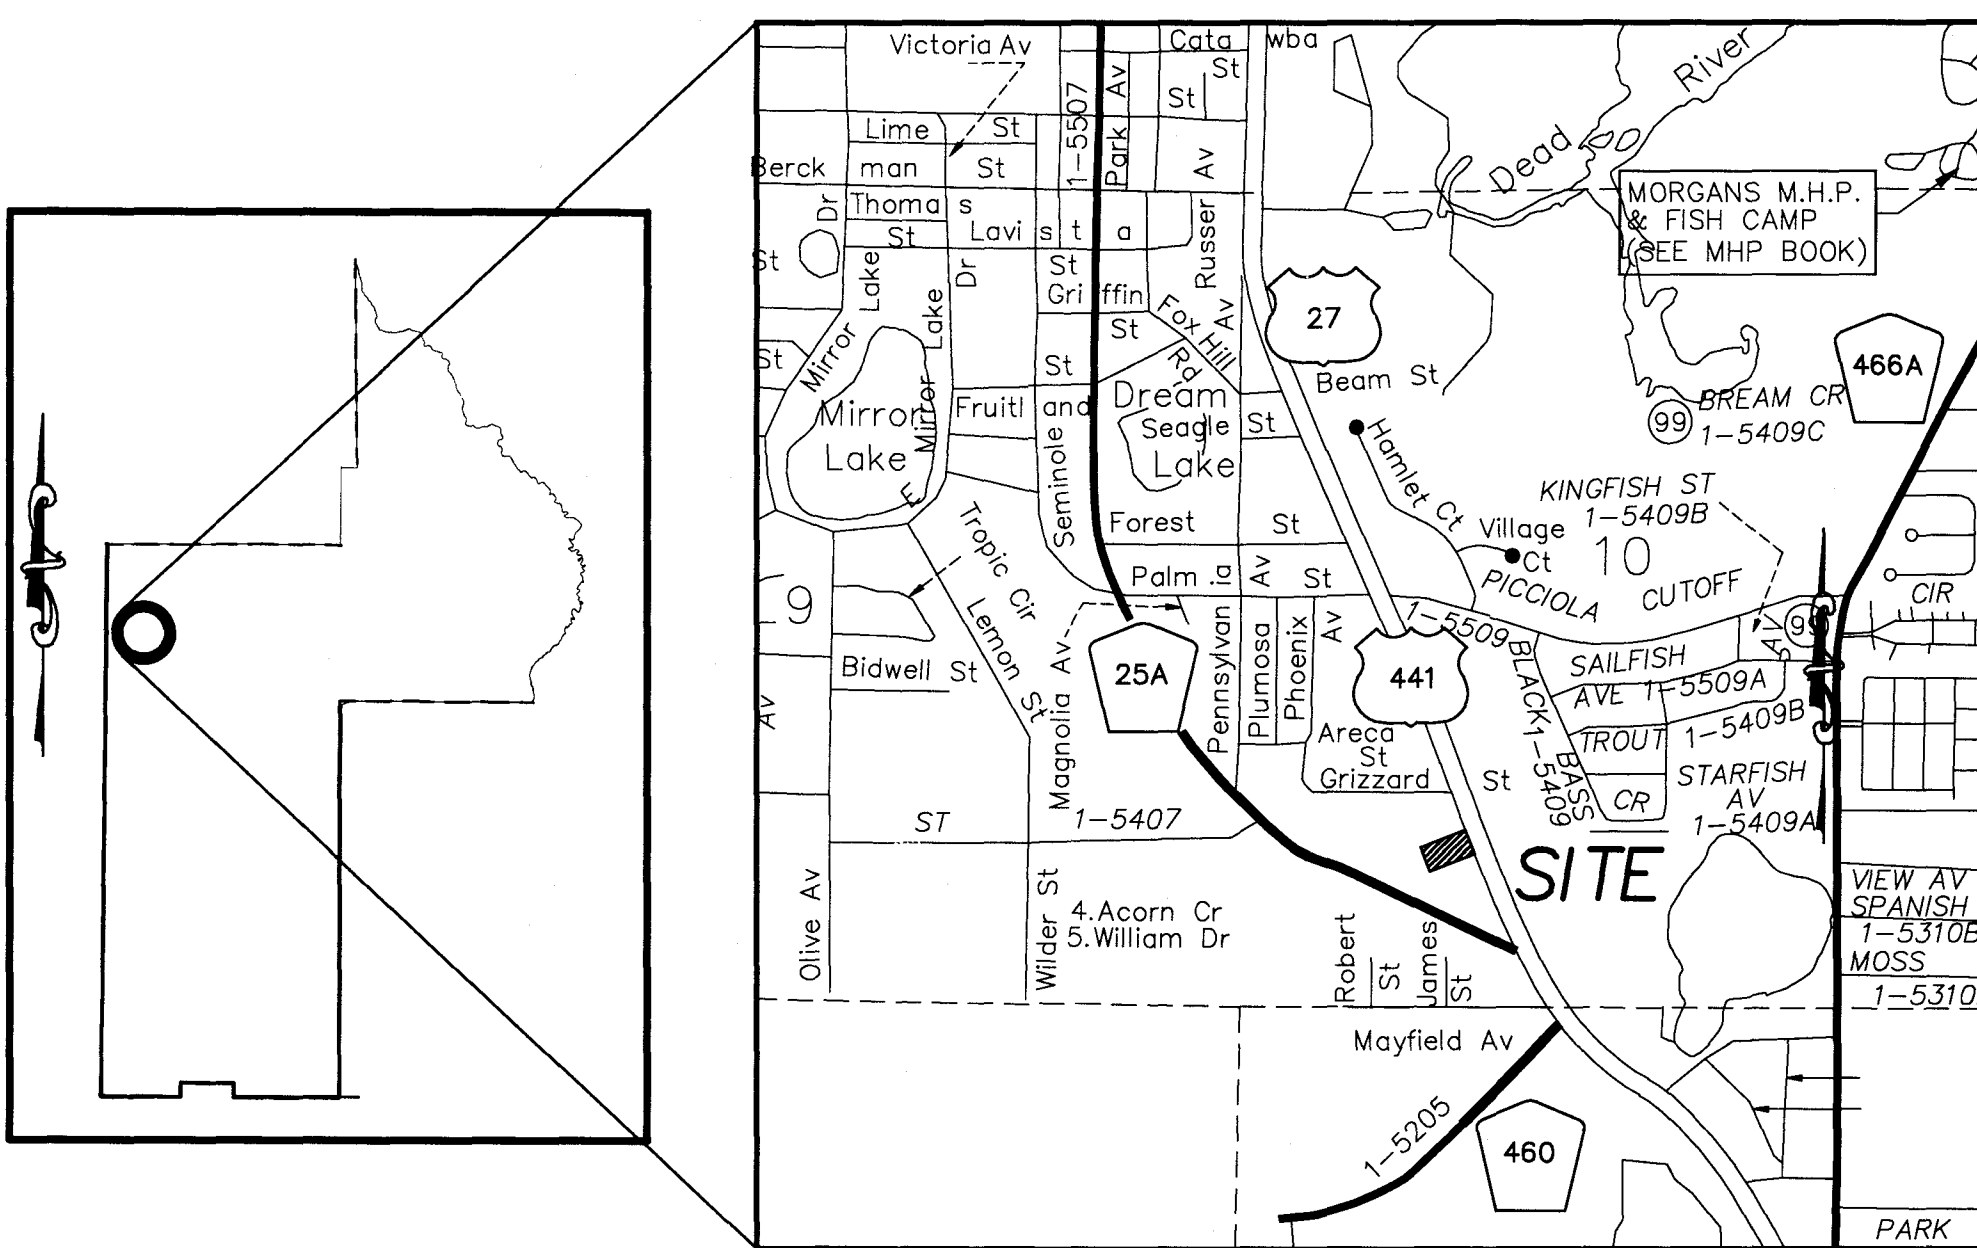 Victoria Av
Cata wba
St
St
River
1-5507
Park Av
Lime St
Berck man St
Av
Dead
MORGANS M.H.P.
& FISH CAMP
(SEE MHP BOOK)
Thoma s
St
Lavi s t a
Dr
St
Lake
Dr
St
Russer
Gri ffin
Lake
Av
27
St
Fox Hill
Rd
Mirror
St
St
466A
Beam St
Dream
Mirror
Lake
Mirror
Fruitl and
Seagle St
Lake
99
BREAM CR
1-5409C
Hamlet Ct
Seminole
E
KINGFISH ST
1-5409B
Tropic Cir
Forest St
Village
Ct
10
Palm .ia
Av
St
PICCIOLA CUTOFF
CIR
9
Lemon St
1-5509
99
AV
S
Magnolia Av
25A
Pennsylvan
Plumosa
Phoenix
Av
441
BLACK
BASS
1-5409
SAILFISH
AVE 1-5509A
Bidwell St
Av
1-5409B
TROUT
Areca
St
Grizzard St
CR
STARFISH
AV
1-5409A
ST 1-5407
SITE
Olive Av
Wilder St
4.Acorn Cr
5.William Dr
Robert
St
James
St
VIEW AV
SPANISH
1-5310B
MOSS
1-5310
Mayfield Av
1-5205
460
PARK